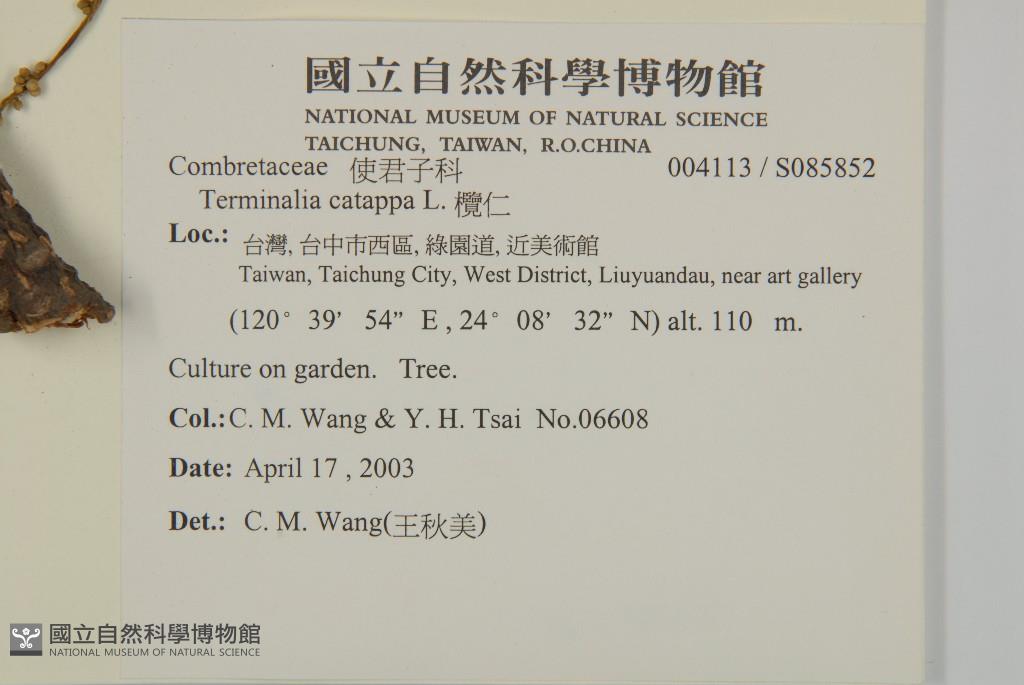 國立自然科學博物館
NATIONAL MUSEUM OF NATURAL SCIENCE
TAICHUNG, TAIWAN, R.O.CHINA
Combretaceae 使君子科 004113 / S085852
Terminalia catappa L. 欖仁
Loc.: 台灣, 台中市西區, 綠園道, 近美術館
Taiwan, Taichung City, West District, Liuyuandau, near art gallery
(120° 39’ 54” E , 24° 08’ 32” N) alt. 110 m.
Culture on garden. Tree.
Col.: C. M. Wang & Y. H. Tsai No.06608
Date: April 17 , 2003
Det.: C. M. Wang(王秋美)
國立自然科學博物館
NATIONAL MUSEUM OF NATURAL SCIENCE